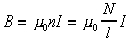 B = μ₀nI = μ₀ N/l I